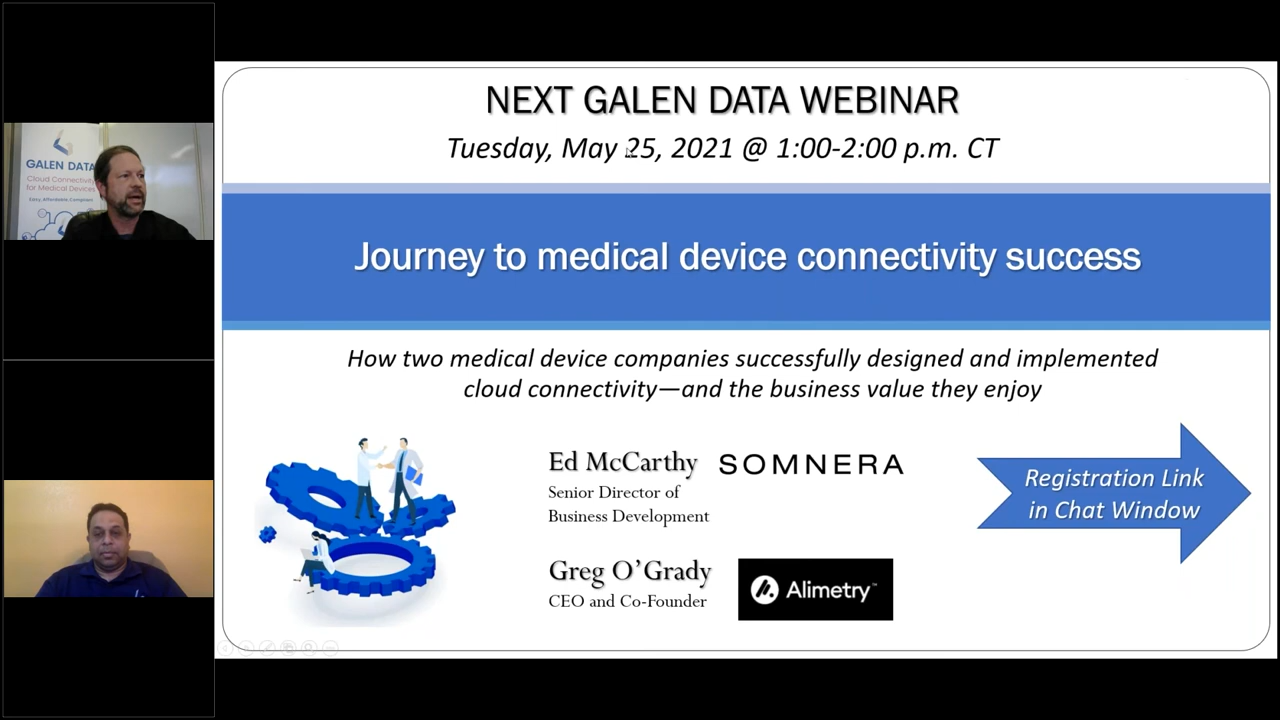 GALEN DATA
Cloud Connectivity
for Medical Devices
NEXT GALEN DATA WEBINAR
Tuesday, May 25, 2021 @ 1:00-2:00 p.m. CT
Journey to medical device connectivity success
How two medical device companies successfully designed and implemented
cloud connectivity—and the business value they enjoy
Ed McCarthy
SOMNERA
Senior Director of
Business Development
Greg O'Grady
CEO and Co-Founder
Alimetry™
Registration Link
in Chat Window